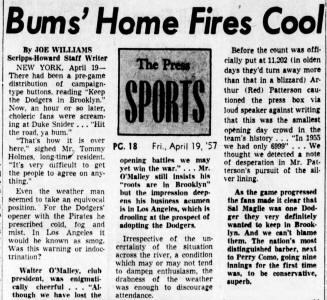 Bums' Home Fires Cool
By JOE WILLIAMS
Scripps-Howard Staff Writer
NEW YORK, April 19—
There had been a pre-game
distribution of campaign-
type buttons, reading "Keep
the Dodgers in Brooklyn."
Now, an hour or so later,
choleric fans were scream-
ing at Duke Snider . . . "Hit
the road, ya bum."
"That's how it is over
here," sighed Mr. Tommy
Holmes, long-time resident.
"It's very difficult to get
the people to agree on any-
thing."
Even the weather man
seemed to take an equivocal
position. For the Dodgers'
opener with the Pirates he
prescribed cold, fog and
mist. In Los Angeles it
would be known as smog.
Was this warning or indoc-
trination?
Walter O'Malley, club
president, was enigmati-
cally cheerful . . . "Al-
though we have lost the
The Press
SPORTS
PG. 18 Fri., April 19, '57
opening battles we may
yet win the war." . . . Mr.
O'Malley still insists his
"roots are in Brooklyn"
but the impression deep-
ens his business acumen
is in Los Angeles, which is
drooling at the prospect of
adopting the Dodgers.
Irrespective of the un-
certainty of the situation
across the river, a condition
which may or may not tend
to dampen enthusiasm, the
drabness of the weather
was enough to discourage
attendance.
Before the count was offi-
cially put at 11,202 (in olden
days they'd turn away more
than that in a blizzard) Ar-
thur (Red) Patterson cau-
tioned the press box via
loud speaker against writing
that this was the smallest
opening day crowd in the
team's history . . . "In 1955
we had only 6999" . . . We
thought we detected a note
of desperation in Mr. Pat-
terson's pursuit of the sil-
ver lining.
As the game progressed
the fans made it clear that
Sal Maglie was one Dod-
ger they very definitely
wanted to keep in Brook-
lyn. And we can't blame
them. The nation's most
distinguished barber, next
to Perry Como, going nine
innings for the first time
was, to be conservative,
superb.